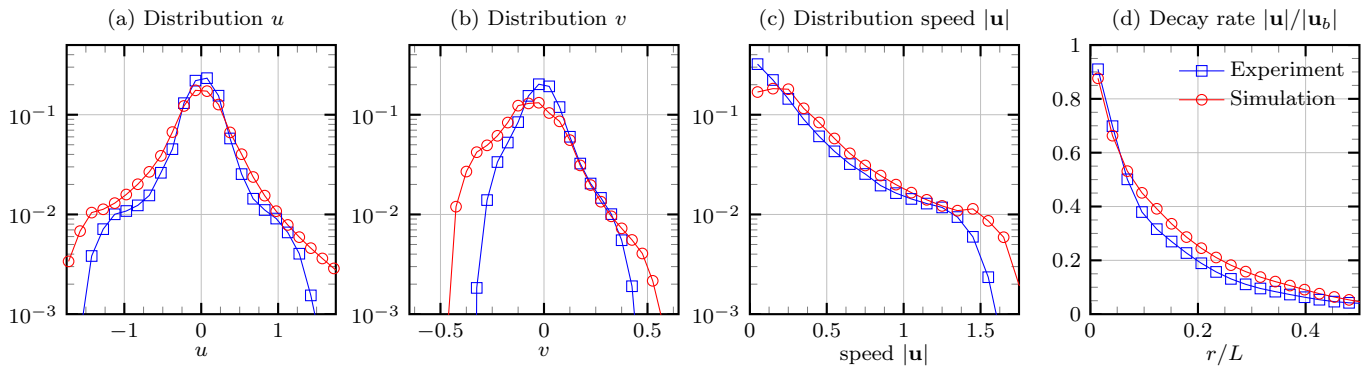 (a) Distribution u
(b) Distribution v
(c) Distribution speed |u|
(d) Decay rate |u|/|u_b|
10^−1
10^−2
10^−3
−1
0
1
u
10^−1
10^−2
10^−3
−0.5
0
0.5
v
10^−1
10^−2
10^−3
0
0.5
1
1.5
speed |u|
1
0.8
0.6
0.4
0.2
0
0
0.2
0.4
r/L
Experiment
Simulation